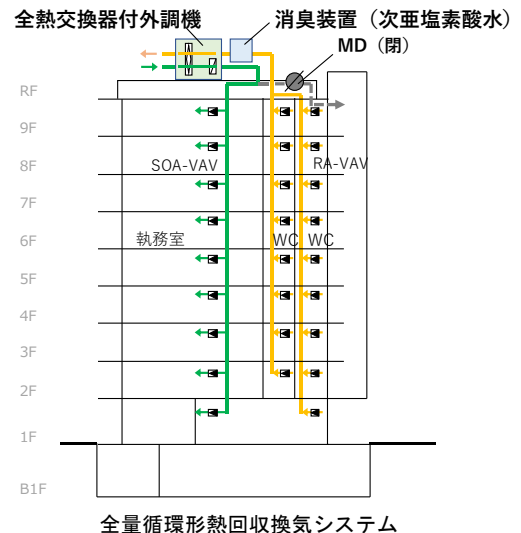 全熱交換器付外調機
消臭装置（次亜塩素酸水）
MD（閉）
RF
9F
SOA-VAV
RA-VAV
8F
7F
執務室
WC
WC
6F
5F
4F
3F
2F
1F
B1F
全量循環形熱回収換気システム